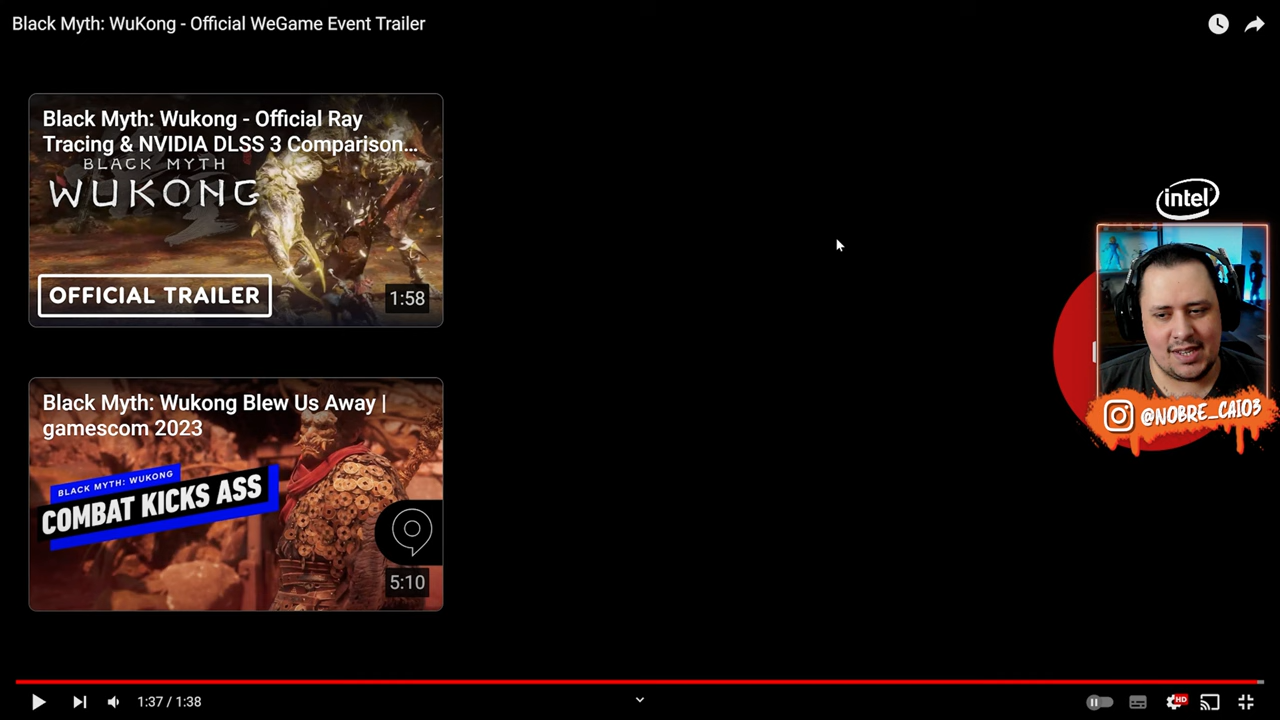 Black Myth: WuKong - Official WeGame Event Trailer
Black Myth: Wukong - Official Ray
Tracing & NVIDIA DLSS 3 Comparison...
BLACK MYTH
WUKONG
OFFICIAL TRAILER
1:58
intel
@NOBRE_CAIO3
Black Myth: Wukong Blew Us Away |
gamescom 2023
BLACK MYTH: WUKONG
COMBAT KICKS ASS
5:10
1:37 / 1:38
HD